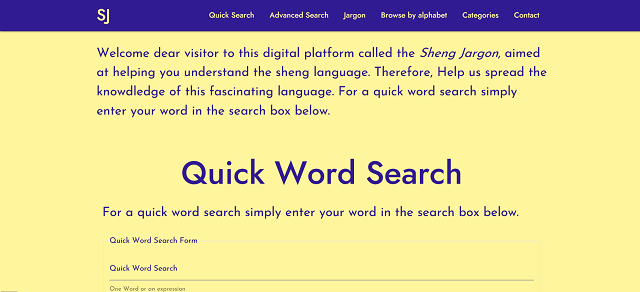 SJ
Quick Search Advanced Search Jargon Browse by alphabet Categories Contact
Welcome dear visitor to this digital platform called the Sheng Jargon, aimed
at helping you understand the sheng language. Therefore, Help us spread the
knowldedge of this fascinating language. For a quick word search simply
enter your word in the search box below.
Quick Word Search
For a quick word search simply enter your word in the search box below.
Quick Word Search Form
Quick Word Search
One Word or an expression